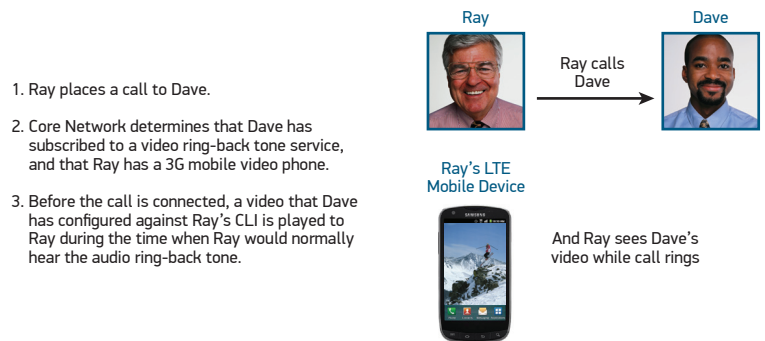 1. Ray places a call to Dave.
2. Core Network determines that Dave has
subscribed to a video ring-back tone service,
and that Ray has a 3G mobile video phone.
3. Before the call is connected, a video that Dave
has configured against Ray's CLI is played to
Ray during the time when Ray would normally
hear the audio ring-back tone.
Ray
Dave
Ray calls
Dave
Ray's LTE
Mobile Device
SAMSUNG
And Ray sees Dave's
video while call rings